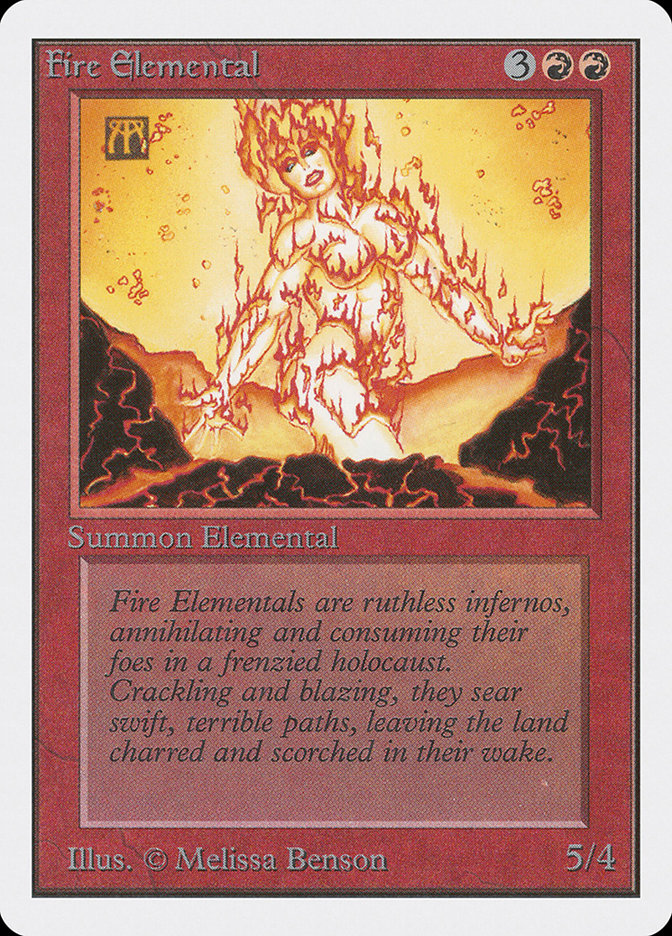 Fire Elemental 3
Summon Elemental
Fire Elementals are ruthless infernos,
annihilating and consuming their
foes in a frenzied holocaust.
Crackling and blazing, they sear
swift, terrible paths, leaving the land
charred and scorched in their wake.
Illus. © Melissa Benson 5/4